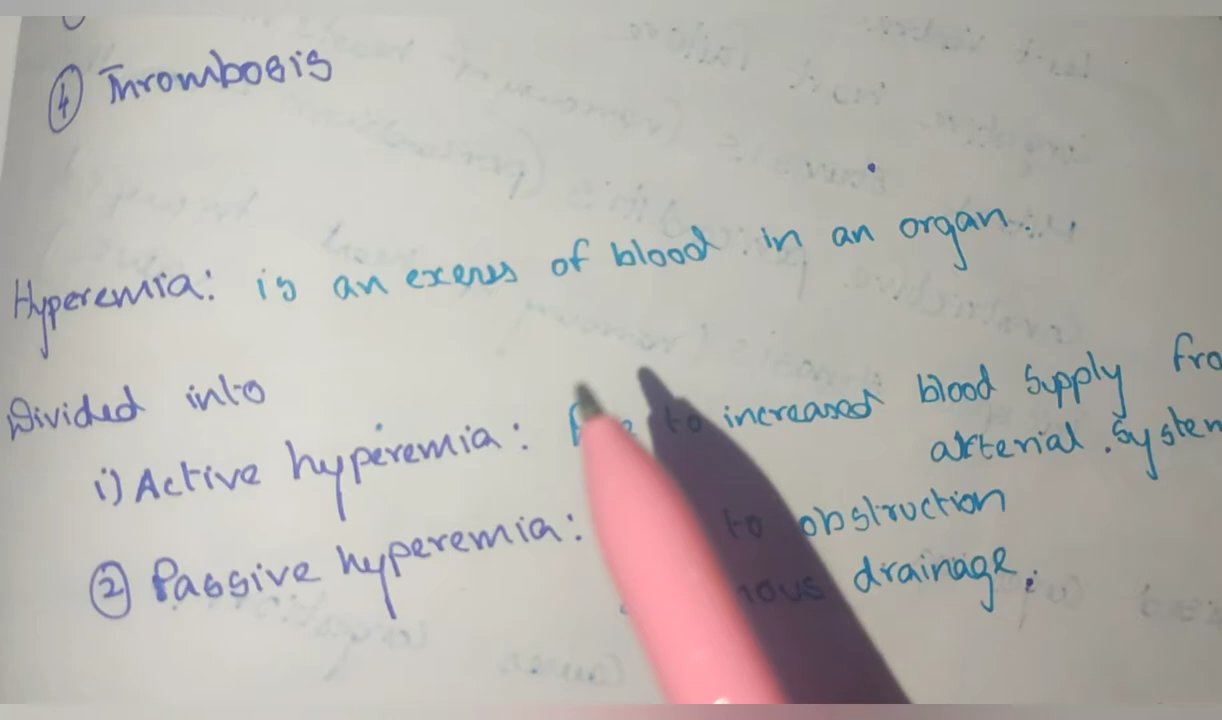 ④ Thrombosis
Hyperemia: is an exeres of blood in an organ.
Divided into
i) Active hyperemia: to increased blood supply fro
arterial system
② Passive hyperemia: to obstruction
drainage.